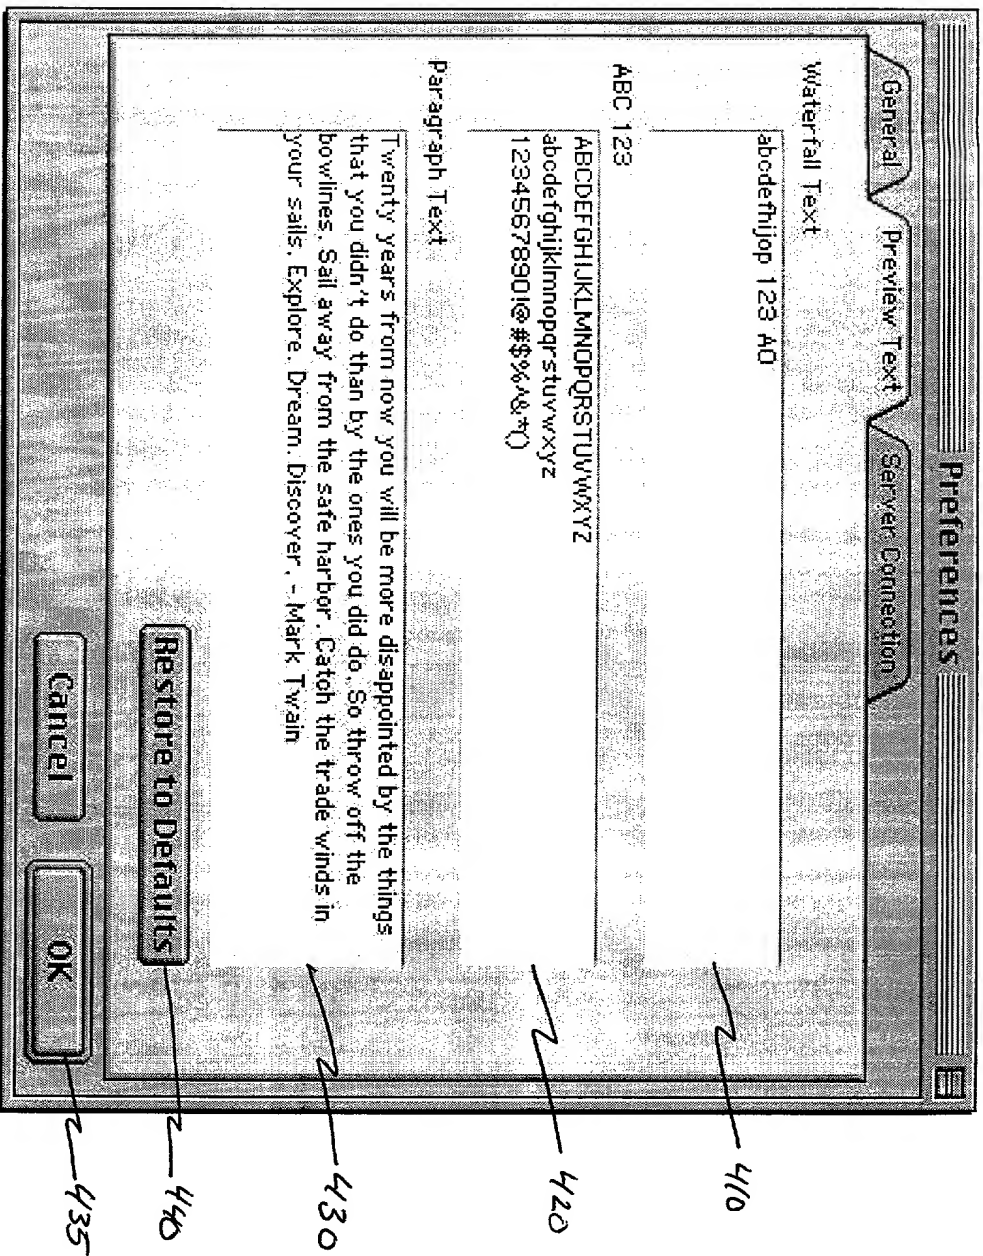 Preferences
General
Preview Text
Server Connection
Waterfall Text
abcdefhijop 123 AO
410
ABC 123
ABCDEFGHIJKLMNOPQRSTUVWXYZ
abcdefghijklmnopqrstuvwxyz
1234567890!@#$%^&*()
420
Paragraph Text
Twenty years from now you will be more disappointed by the things
that you didn't do than by the ones you did do. So throw off the
bowlines. Sail away from the safe harbor. Catch the trade winds in
your sails. Explore. Dream. Discover. - Mark Twain
430
Restore to Defaults
440
Cancel
OK
435